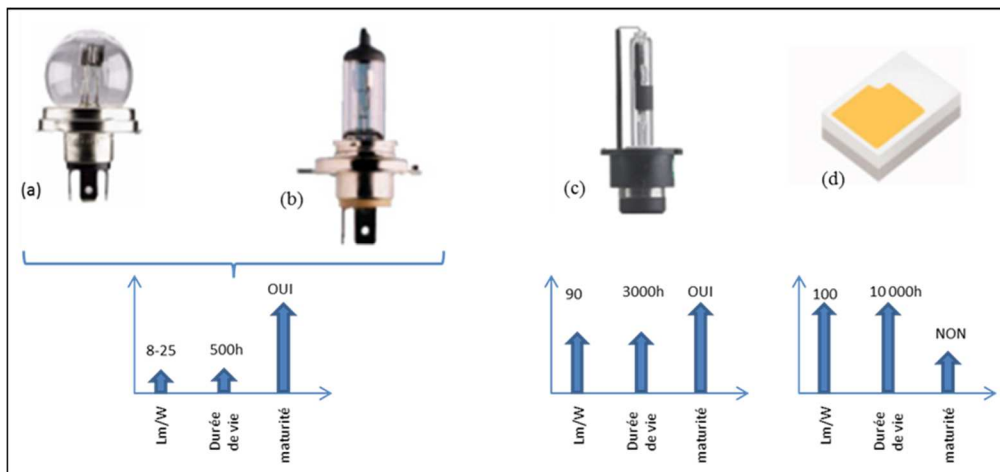 (a)
(b)
(c)
(d)
OUI
8-25
500h
Lm/W
Durée
de vie
maturité
90
3000h
OUI
Lm/W
Durée
de vie
maturité
100
10 000h
NON
Lm/W
Durée
de vie
maturité